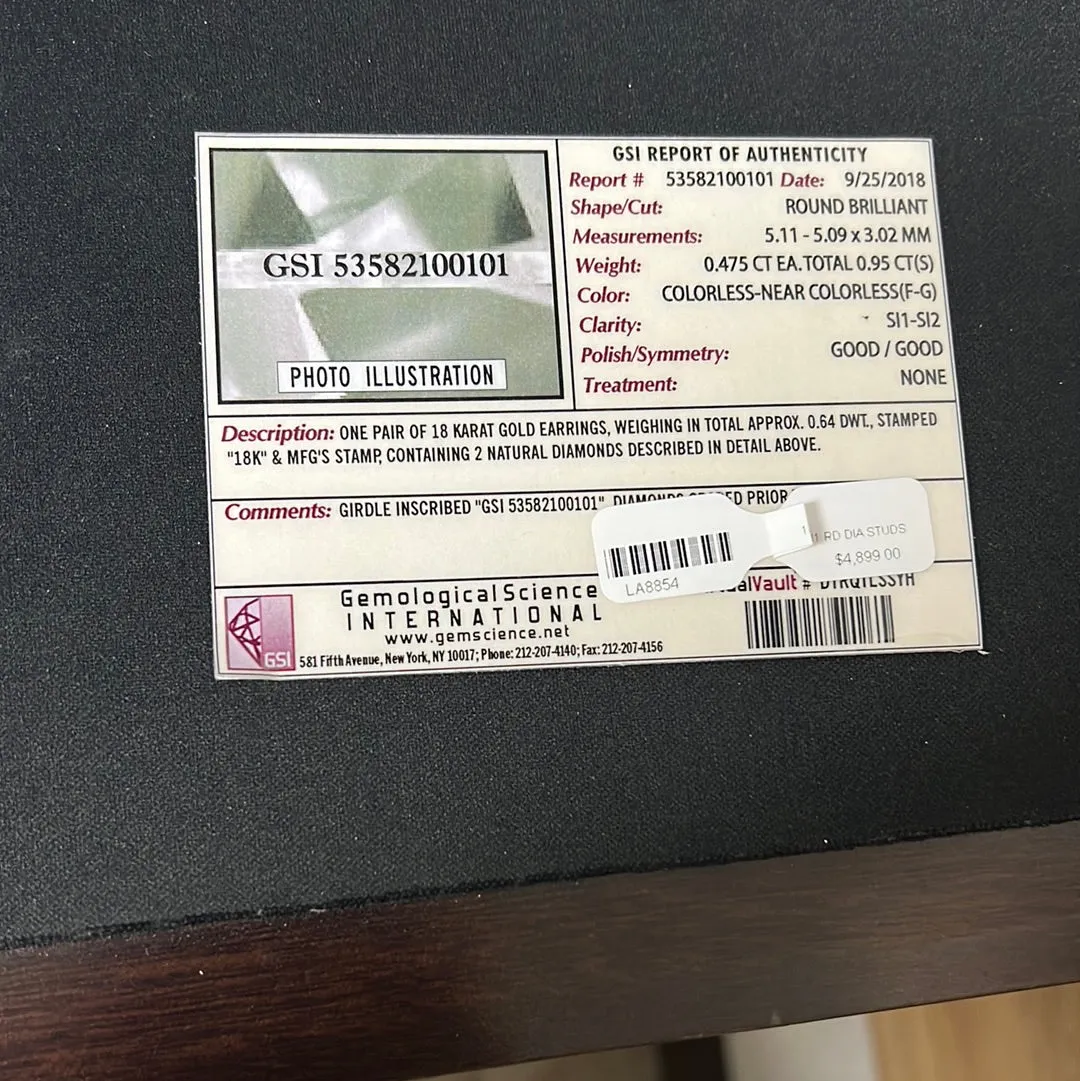 GSI 53582100101
PHOTO ILLUSTRATION
GSI REPORT OF AUTHENTICITY
Report # 53582100101 Date: 9/25/2018
Shape/Cut: ROUND BRILLIANT
Measurements: 5.11 - 5.09 x 3.02 MM
Weight: 0.475 CT EA. TOTAL 0.95 CT(S)
Color: COLORLESS-NEAR COLORLESS(F-G)
Clarity: SI1-SI2
Polish/Symmetry: GOOD / GOOD
Treatment: NONE
Description: ONE PAIR OF 18 KARAT GOLD EARRINGS, WEIGHING IN TOTAL APPROX. 0.64 DWT., STAMPED
"18K" & MFG'S STAMP, CONTAINING 2 NATURAL DIAMONDS DESCRIBED IN DETAIL ABOVE.
Comments: GIRDLE INSCRIBED "GSI 53582100101". DIAMONDS PRIOR
RD DIA STUDS
$4,899.00
LA8854
GemologicalScience
INTERNATIONAL
www.gemscience.net
GSI
581 Fifth Avenue, New York, NY 10017; Phone: 212-207-4140; Fax: 212-207-4156
Vault #